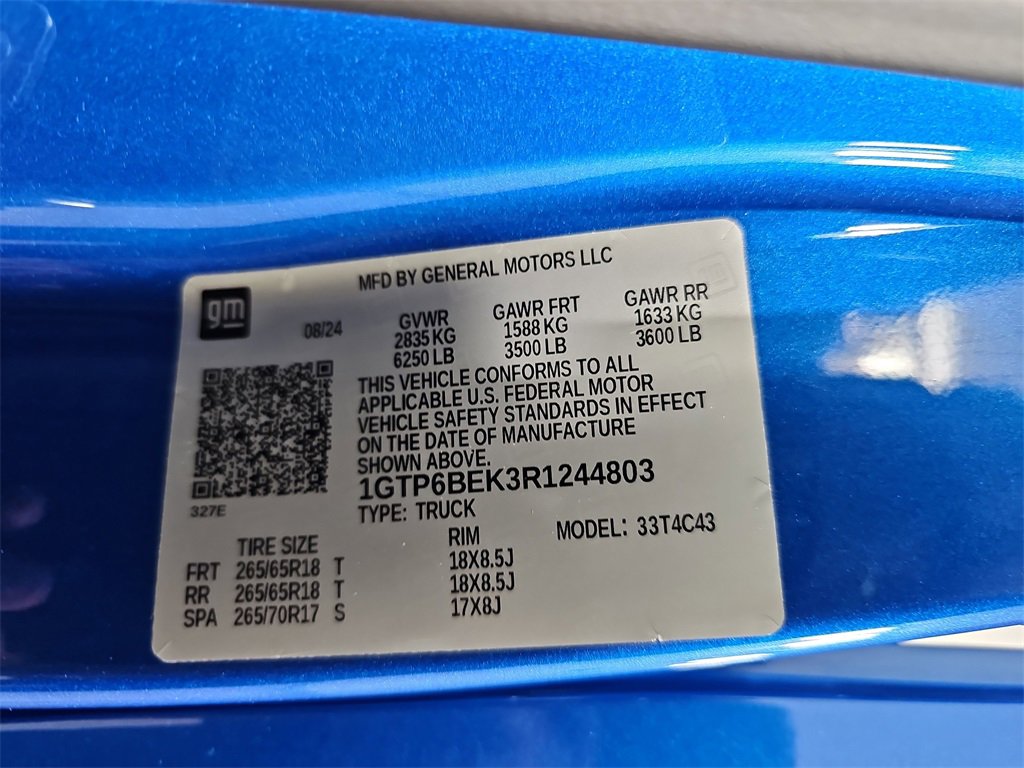 MFD BY GENERAL MOTORS LLC
gm
08/24
GVWR
2835 KG
6250 LB
GAWR FRT
1588 KG
3500 LB
GAWR RR
1633 KG
3600 LB
THIS VEHICLE CONFORMS TO ALL
APPLICABLE U.S. FEDERAL MOTOR
VEHICLE SAFETY STANDARDS IN EFFECT
ON THE DATE OF MANUFACTURE
SHOWN ABOVE.
1GTP6BEK3R1244803
TYPE: TRUCK
327E
MODEL: 33T4C43
TIRE SIZE RIM
FRT 265/65R18 T 18X8.5J
RR 265/65R18 T 18X8.5J
SPA 265/70R17 S 17X8J